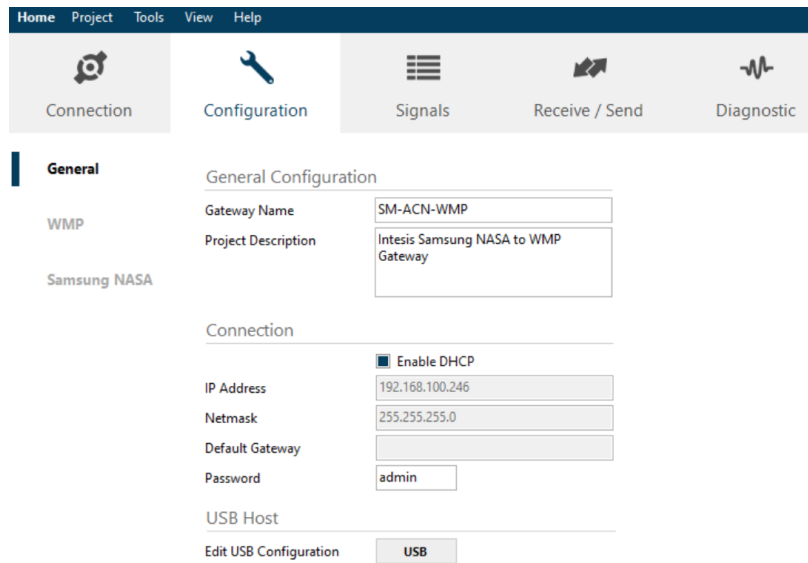 Home Project Tools View Help
Connection Configuration Signals Receive / Send Diagnostic
General
WMP
Samsung NASA
General Configuration
Gateway Name SM-ACN-WMP
Project Description Intesis Samsung NASA to WMP
Gateway
Connection
Enable DHCP
IP Address 192.168.100.246
Netmask 255.255.255.0
Default Gateway
Password admin
USB Host
Edit USB Configuration USB